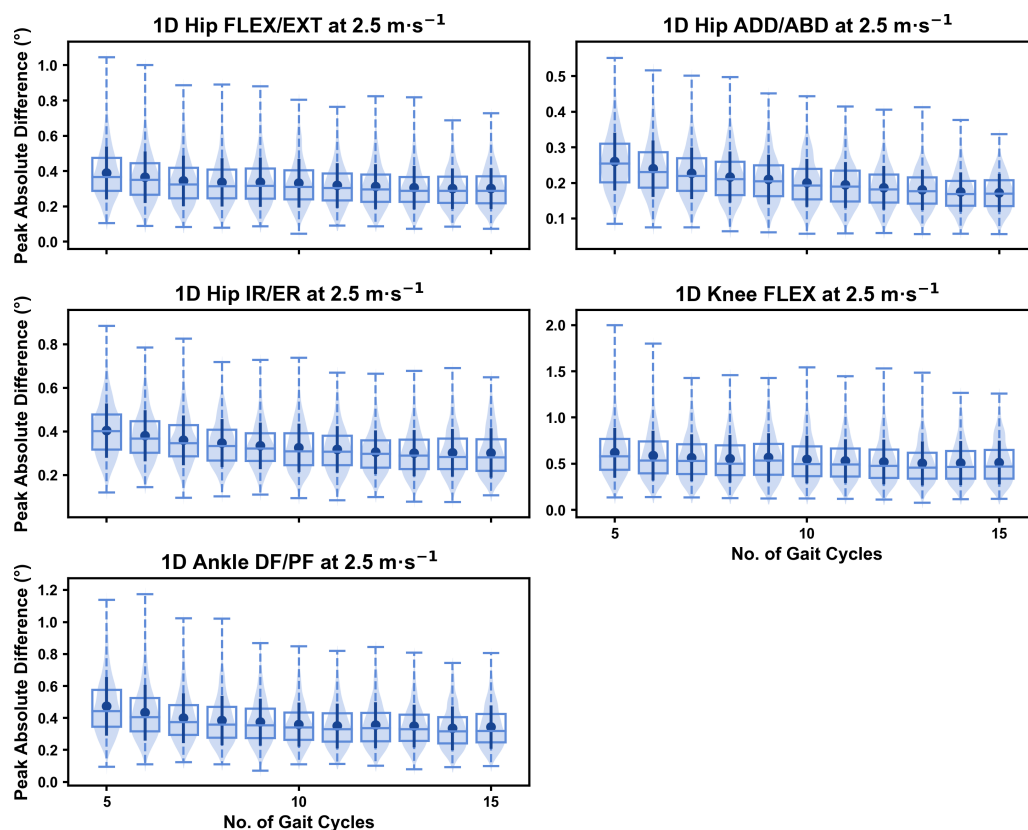 1D Hip FLEX/EXT at 2.5 m·s⁻¹
Peak Absolute Difference (°)
1.0
0.8
0.6
0.4
0.2
0.0
1D Hip ADD/ABD at 2.5 m·s⁻¹
0.5
0.4
0.3
0.2
0.1
1D Hip IR/ER at 2.5 m·s⁻¹
Peak Absolute Difference (°)
0.8
0.6
0.4
0.2
1D Knee FLEX at 2.5 m·s⁻¹
2.0
1.5
1.0
0.5
0.0
5 10 15
No. of Gait Cycles
1D Ankle DF/PF at 2.5 m·s⁻¹
Peak Absolute Difference (°)
1.2
1.0
0.8
0.6
0.4
0.2
0.0
5 10 15
No. of Gait Cycles